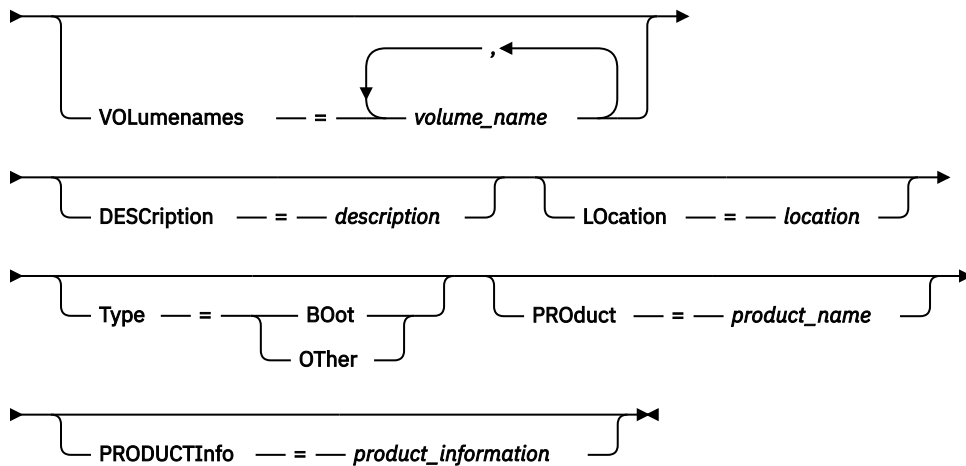 ,
VOLumenames = volume_name
DESCription = description LOcation = location
Type = BOot PROduct = product_name
OTher
PRODUCTInfo = product_information